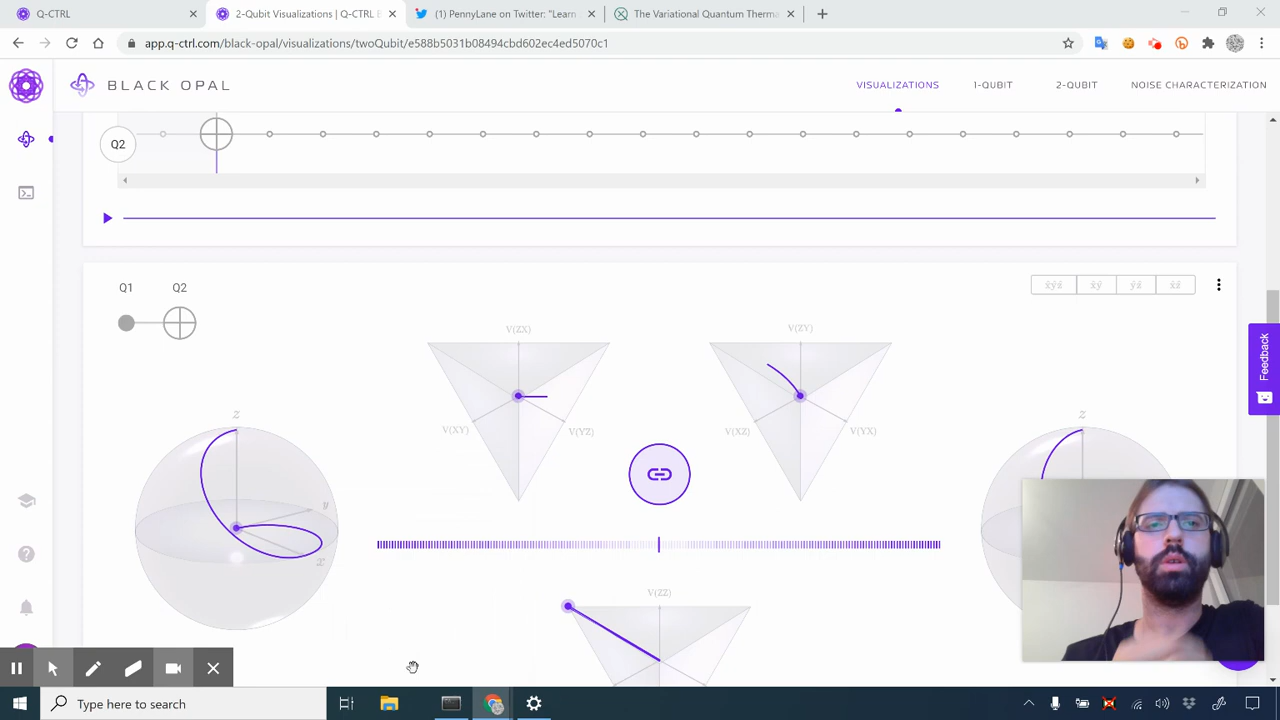 Q-CTRL
2-Qubit Visualizations | Q-CTRL B
(1) PennyLane on Twitter: "Learn
The Variational Quantum Therma
app.q-ctrl.com/black-opal/visualizations/twoQubit/e588b5031b08494cbd602ec4ed5070c1
BLACK OPAL
VISUALIZATIONS
1-QUBIT
2-QUBIT
NOISE CHARACTERIZATION
Q2
Q1
Q2
x̂ŷẑ
x̂ŷ
ŷẑ
x̂ẑ
Feedback
V(ZX)
V(XY)
V(YZ)
V(ZY)
V(XZ)
V(YX)
z
y
x
z
V(ZZ)
Type here to search